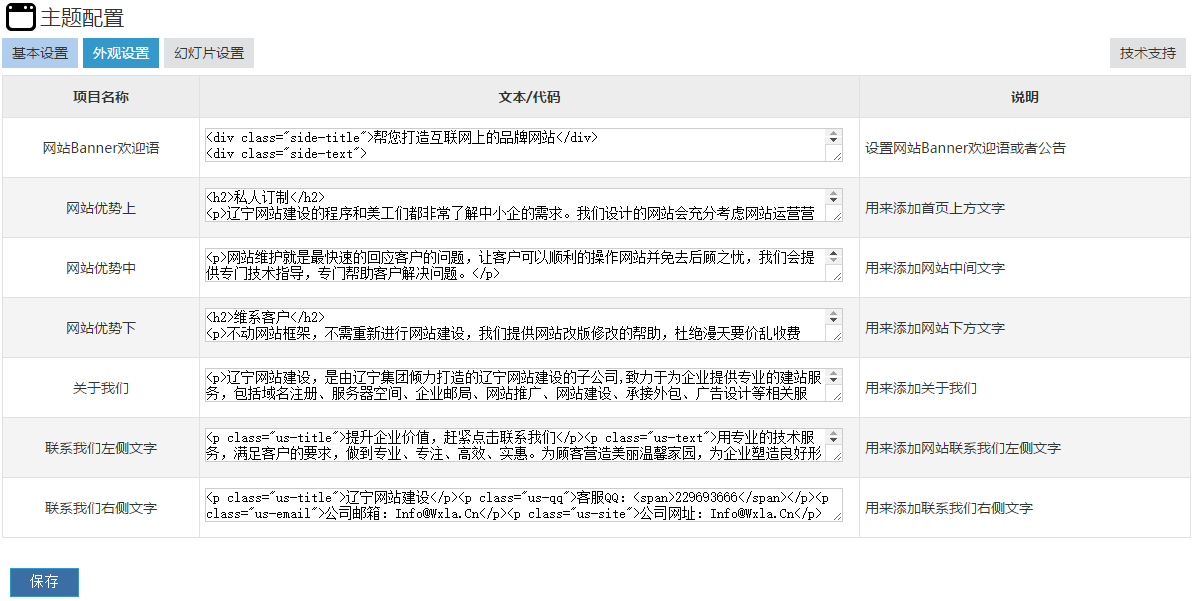 主题配置
基本设置 外观设置 幻灯片设置 技术支持
项目名称 文本/代码 说明
网站Banner欢迎语
<div class="side-title">帮您打造互联网上的品牌网站</div>
<div class="side-text">
设置网站Banner欢迎语或者公告
网站优势上
<h2>私人订制</h2>
<p>辽宁网站建设的程序和美工们都非常了解中小企的需求。我们设计的网站会充分考虑网站运营营
用来添加首页上方文字
网站优势中
<p>网站维护就是最快速的回应客户的问题，让客户可以顺利的操作网站并免去后顾之忧，我们会提
供专门技术指导，专门帮助客户解决问题。</p>
用来添加网站中间文字
网站优势下
<h2>维系客户</h2>
<p>不动网站框架，不需重新进行网站建设，我们提供网站改版修改的帮助，杜绝漫天要价乱收费
用来添加网站下方文字
关于我们
<p>辽宁网站建设，是由辽宁集团倾力打造的辽宁网站建设的子公司,致力于为企业提供专业的建站服
务，包括域名注册、服务器空间、企业邮局、网站推广、网站建设、承接外包、广告设计等相关服
用来添加关于我们
联系我们左侧文字
<p class="us-title">提升企业价值，赶紧点击联系我们</p><p class="us-text">用专业的技术服
务，满足客户的要求，做到专业、专注、高效、实惠。为顾客营造美丽温馨家园，为企业塑造良好形
用来添加网站联系我们左侧文字
联系我们右侧文字
<p class="us-title">辽宁网站建设</p><p class="us-qq">客服QQ：<span>229693666</span></p><p
class="us-email">公司邮箱：Info@Wxla.Cn</p><p class="us-site">公司网址：Info@Wxla.Cn</p>
用来添加联系我们右侧文字
保存